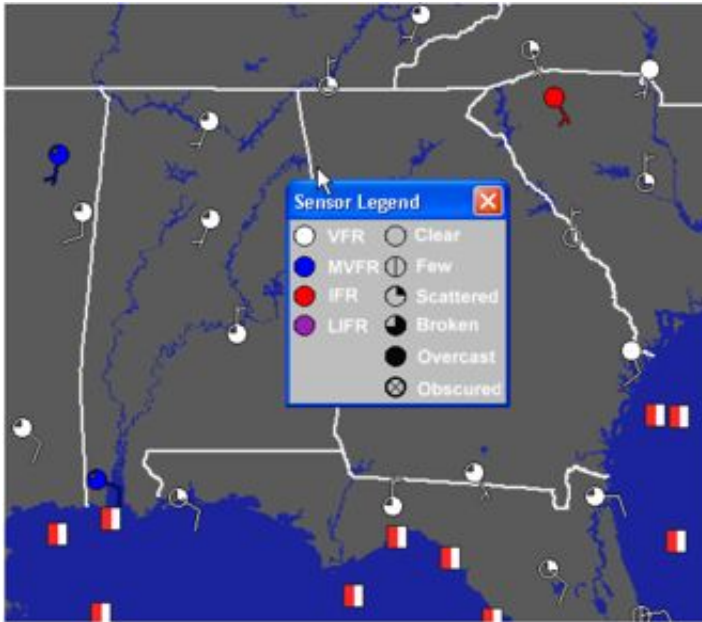 Sensor Legend
VFR Clear
MVFR Few
IFR Scattered
LIFR Broken
Overcast
Obscured